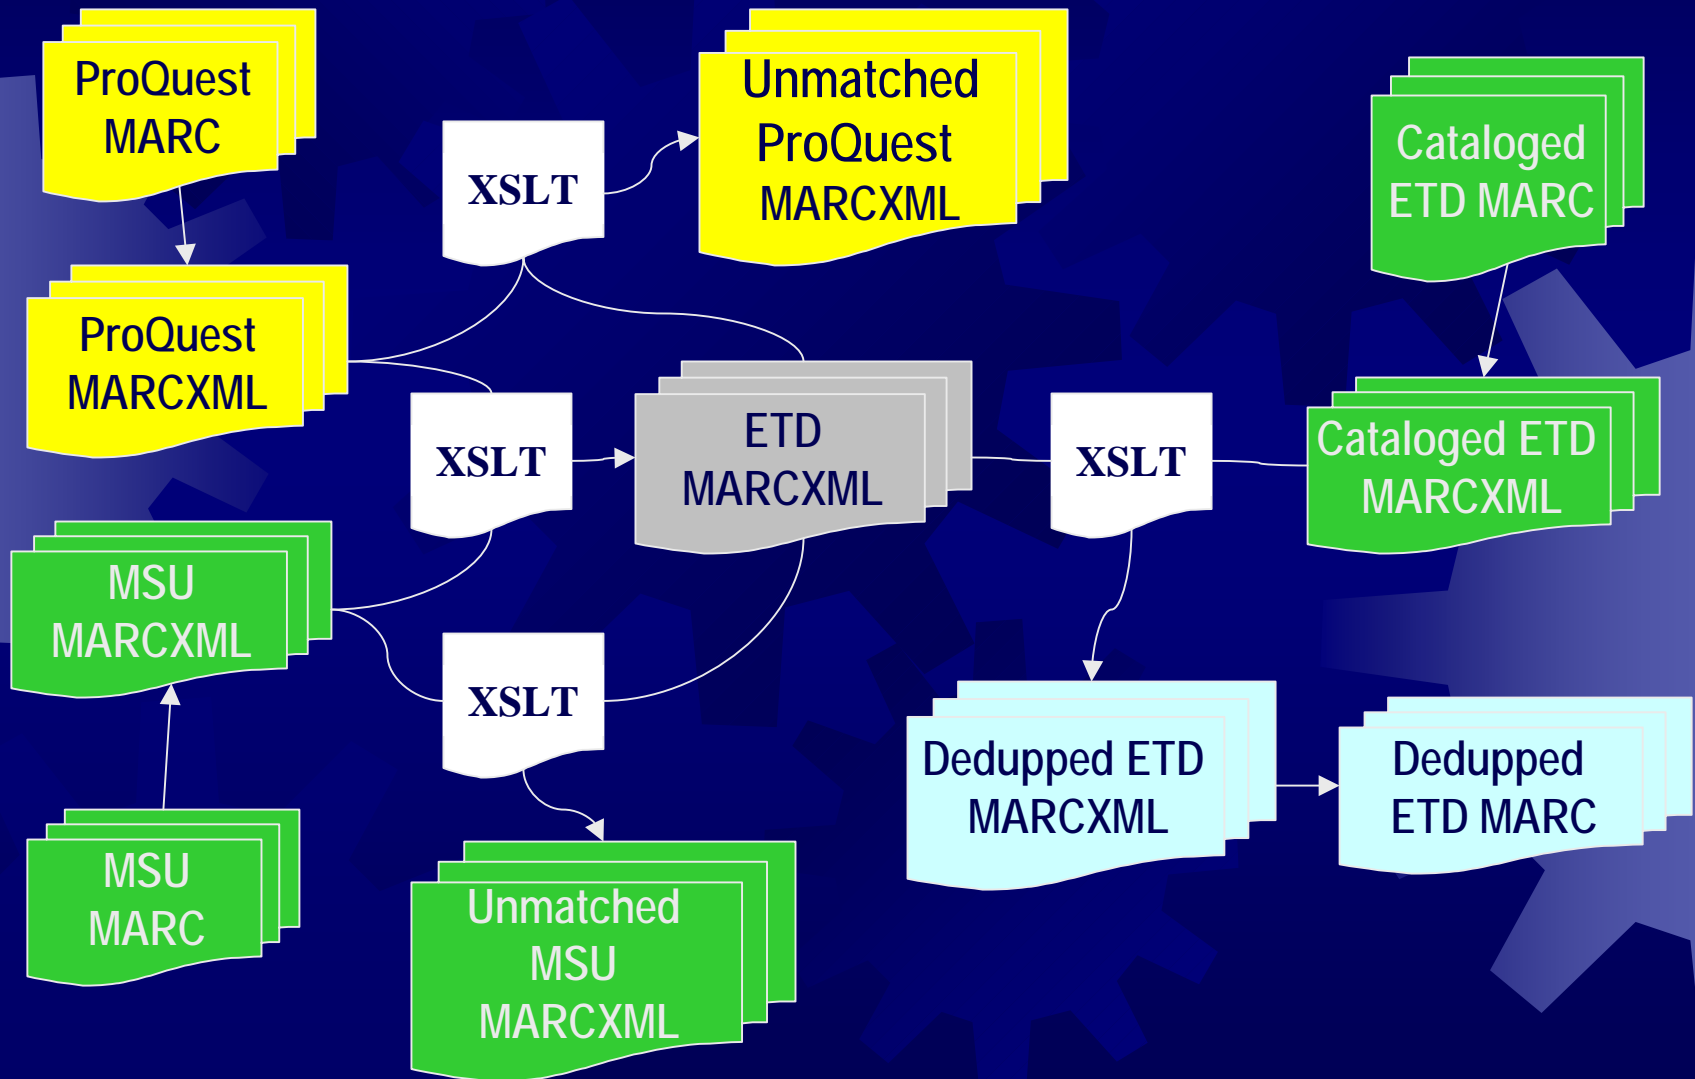 ProQuest
MARC
XSLT
Unmatched
ProQuest
MARCXML
Cataloged
ETD MARC
ProQuest
MARCXML
XSLT
ETD
MARCXML
XSLT
Cataloged ETD
MARCXML
MSU
MARCXML
XSLT
Dedupped ETD
MARCXML
Dedupped
ETD MARC
MSU
MARC
Unmatched
MSU
MARCXML